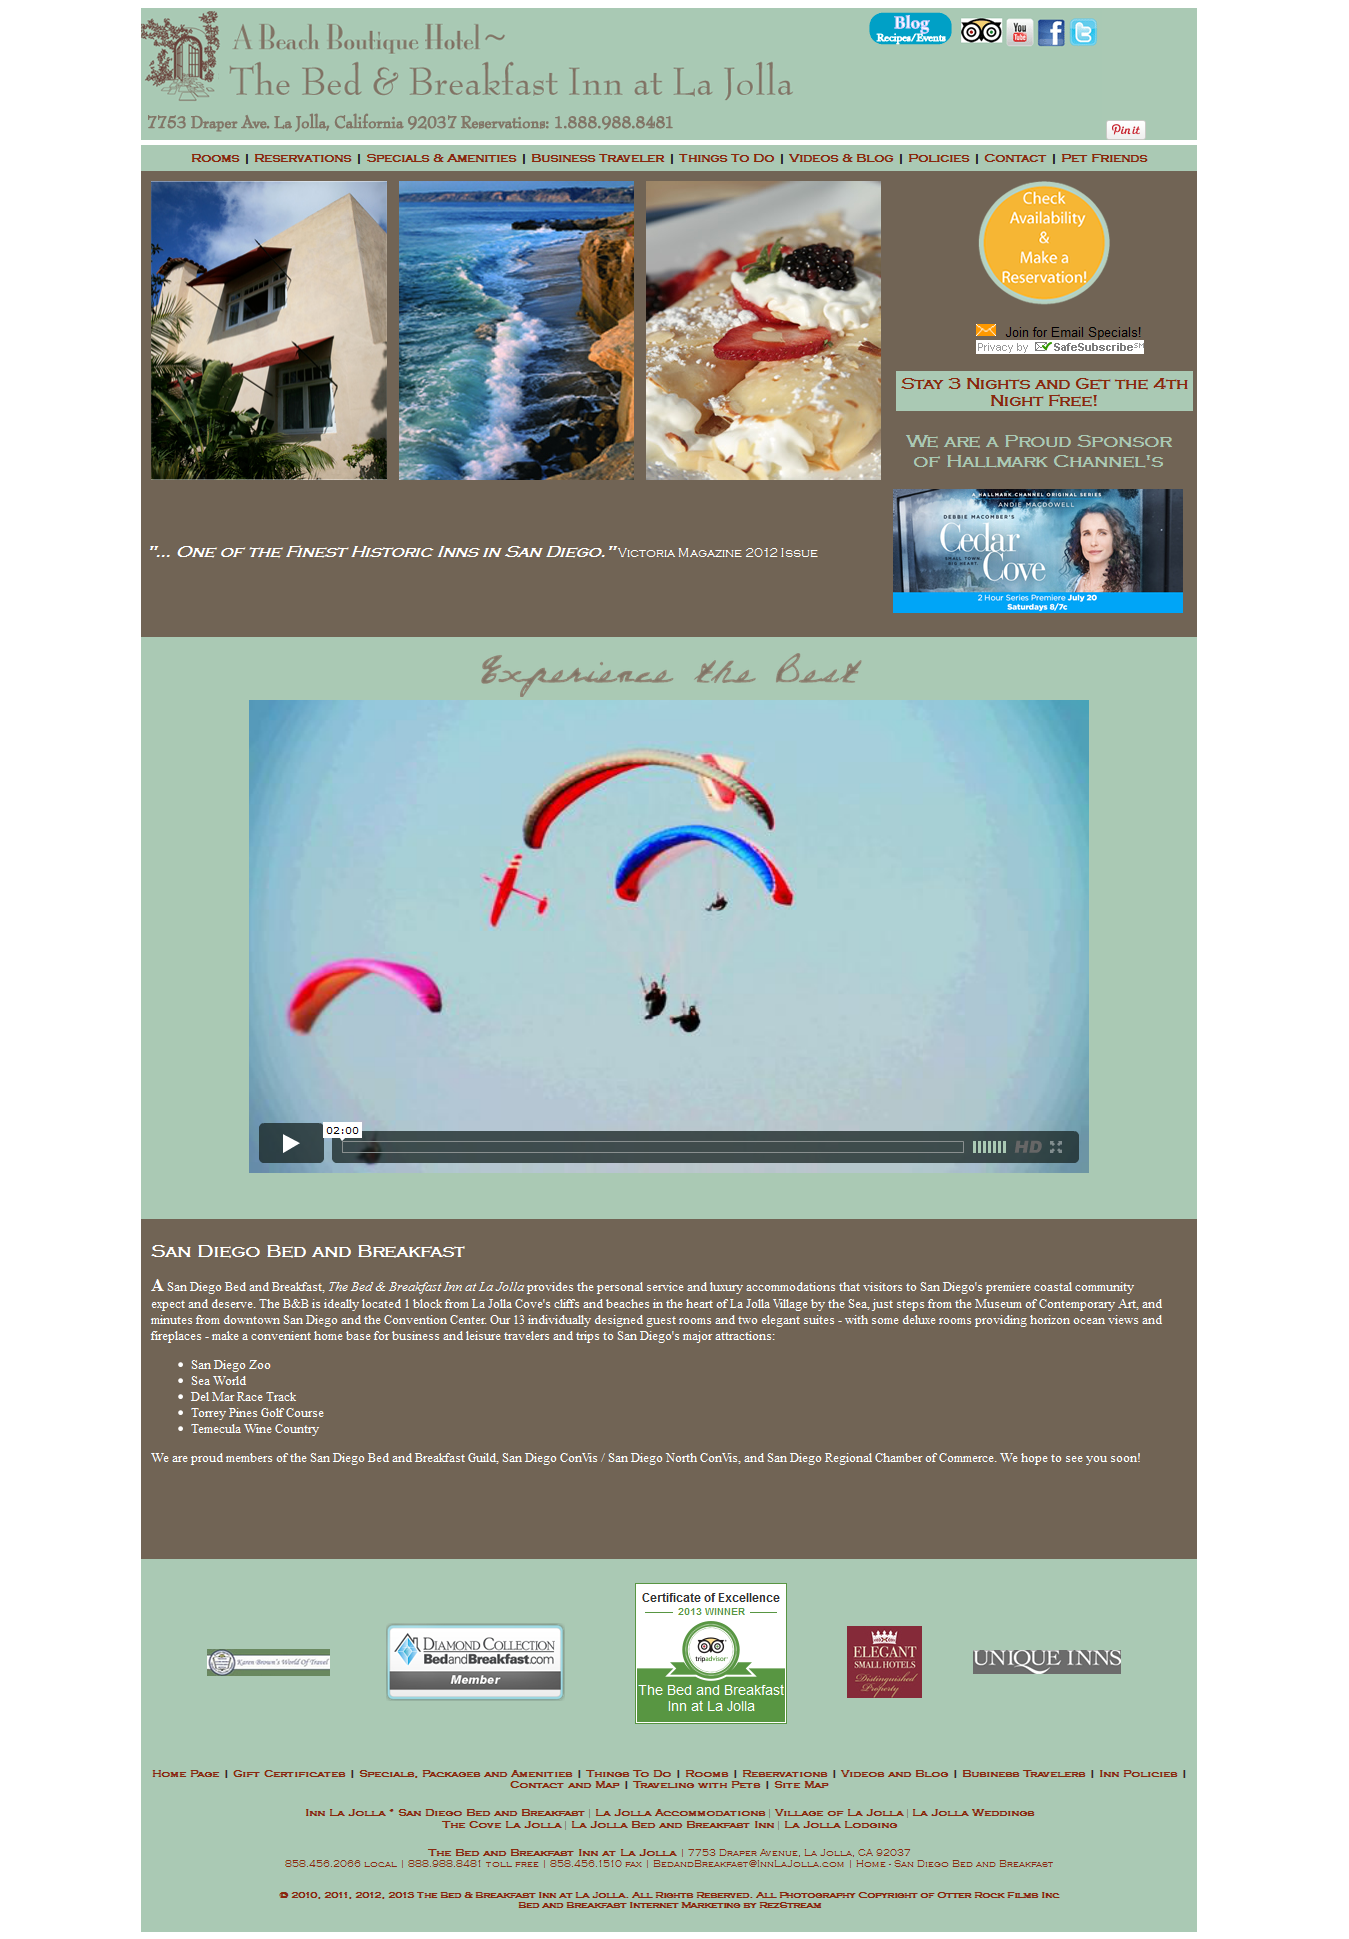 A Beach Boutique Hotel ~
The Bed & Breakfast Inn at La Jolla
7753 Draper Ave. La Jolla, California 92037 Reservations: 1.888.988.8481
Blog
Recipes/Events
You
Tube
Pin it
Rooms | Reservations | Specials & Amenities | Business Traveler | Things To Do | Videos & Blog | Policies | Contact | Pet Friends
Check
Availability
&
Make a
Reservation!
Join for Email Specials!
Privacy by SafeSubscribe SM
Stay 3 Nights and Get the 4th
Night Free!
We are a Proud Sponsor
of Hallmark Channel's
A HALLMARK CHANNEL ORIGINAL SERIES
ANDIE MACDOWELL
DEBBIE MACOMBER'S
Cedar
SMALL TOWN. BIG HEART.
Cove
2 Hour Series Premiere July 20
Saturdays 8/7c
"... One of the Finest Historic Inns in San Diego." Victoria Magazine 2012 Issue
Experience the Best
02:00
HD
San Diego Bed and Breakfast
A San Diego Bed and Breakfast, The Bed & Breakfast Inn at La Jolla provides the personal service and luxury accommodations that visitors to San Diego's premiere coastal community
expect and deserve. The B&B is ideally located 1 block from La Jolla Cove's cliffs and beaches in the heart of La Jolla Village by the Sea, just steps from the Museum of Contemporary Art, and
minutes from downtown San Diego and the Convention Center. Our 13 individually designed guest rooms and two elegant suites - with some deluxe rooms providing horizon ocean views and
fireplaces - make a convenient home base for business and leisure travelers and trips to San Diego's major attractions:
• San Diego Zoo
• Sea World
• Del Mar Race Track
• Torrey Pines Golf Course
• Temecula Wine Country
We are proud members of the San Diego Bed and Breakfast Guild, San Diego ConVis / San Diego North ConVis, and San Diego Regional Chamber of Commerce. We hope to see you soon!
Karen Brown's World Of Travel
Diamond Collection
BedandBreakfast.com
Member
Certificate of Excellence
2013 WINNER
tripadvisor
The Bed and Breakfast
Inn at La Jolla
ELEGANT
SMALL HOTELS
Distinguished
Property
UNIQUE INNS
Home Page | Gift Certificates | Specials, Packages and Amenities | Things To Do | Rooms | Reservations | Videos and Blog | Business Travelers | Inn Policies |
Contact and Map | Traveling with Pets | Site Map
Inn La Jolla * San Diego Bed and Breakfast | La Jolla Accommodations | Village of La Jolla | La Jolla Weddings
The Cove La Jolla | La Jolla Bed and Breakfast Inn | La Jolla Lodging
The Bed and Breakfast Inn at La Jolla | 7753 Draper Avenue, La Jolla, CA 92037
858.456.2066 local | 888.988.8481 toll free | 858.456.1510 fax | BedandBreakfast@InnLaJolla.com | Home - San Diego Bed and Breakfast
© 2010, 2011, 2012, 2013 The Bed & Breakfast Inn at La Jolla. All Rights Reserved. All Photography Copyright of Otter Rock Films Inc
Bed and Breakfast Internet Marketing by RezStream